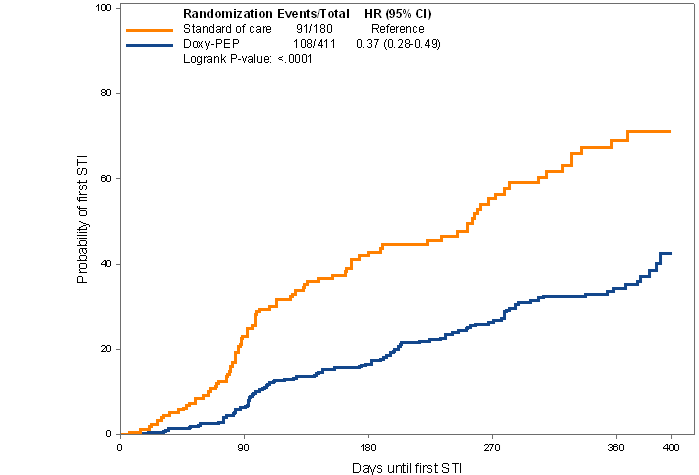 Randomization Events/Total HR (95% CI)
Standard of care 91/180 Reference
Doxy-PEP 108/411 0.37 (0.28-0.49)
Logrank P-value: <.0001
Probability of first STI
100
80
60
40
20
0
0 90 180 270 360 400
Days until first STI